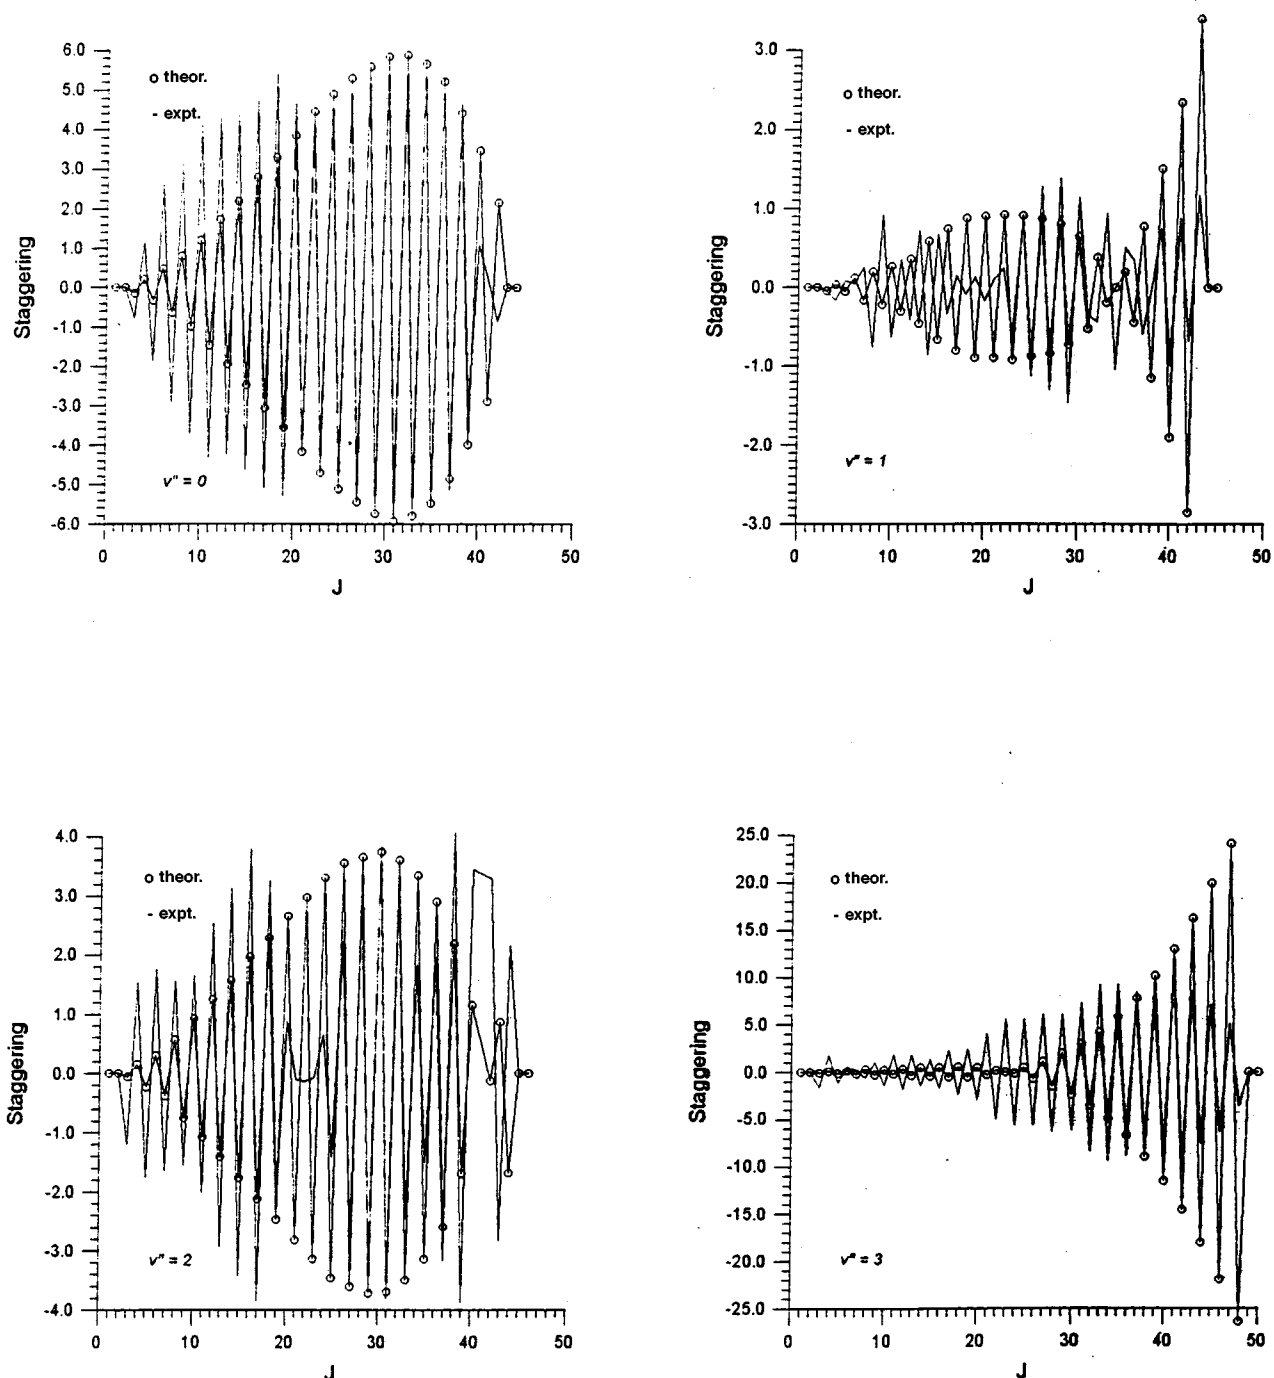 6.0
5.0
4.0
3.0
2.0
1.0
0.0
-1.0
-2.0
-3.0
-4.0
-5.0
-6.0
Staggering
o theor.
- expt.
v" = 0
0 10 20 30 40 50
J
3.0
2.0
1.0
0.0
-1.0
-2.0
-3.0
Staggering
o theor.
- expt.
v" = 1
0 10 20 30 40 50
J
4.0
3.0
2.0
1.0
0.0
-1.0
-2.0
-3.0
-4.0
Staggering
o theor.
- expt.
v" = 2
0 10 20 30 40 50
J
25.0
20.0
15.0
10.0
5.0
0.0
-5.0
-10.0
-15.0
-20.0
-25.0
Staggering
o theor.
- expt.
v" = 3
0 10 20 30 40 50
J